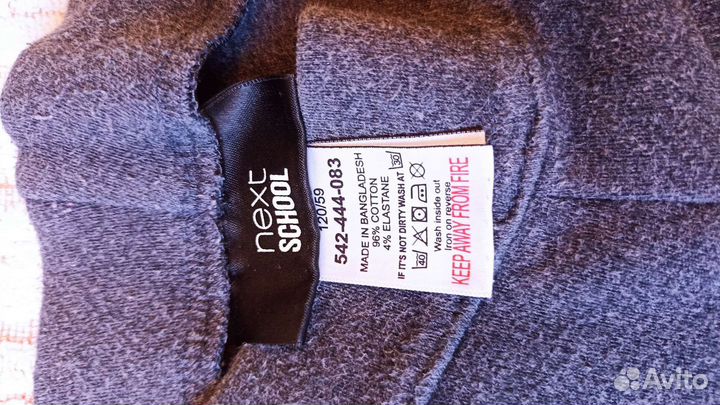 next
SCHOOL
120/59
542-444-083
MADE IN BANGLADESH
96% COTTON
4% ELASTANE
IF IT'S NOT DIRTY WASH AT 30
40
Wash inside out
Iron on reverse
KEEP AWAY FROM FIRE
Avito